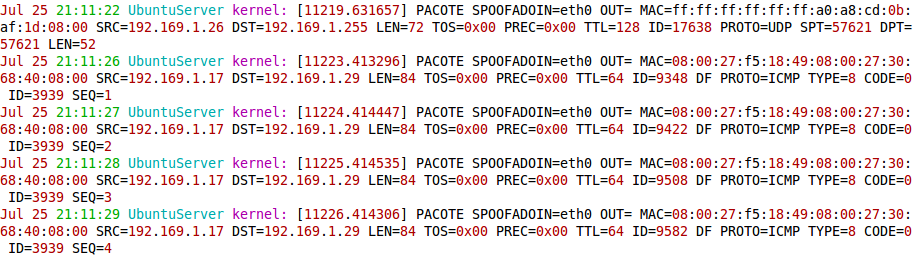 Jul 25 21:11:22 UbuntuServer kernel: [11219.631657] PACOTE SPOOFADOIN=eth0 OUT= MAC=ff:ff:ff:ff:ff:ff:a0:a8:cd:0b:
af:1d:08:00 SRC=192.169.1.26 DST=192.169.1.255 LEN=72 TOS=0x00 PREC=0x00 TTL=128 ID=17638 PROTO=UDP SPT=57621 DPT=
57621 LEN=52
Jul 25 21:11:26 UbuntuServer kernel: [11223.413296] PACOTE SPOOFADOIN=eth0 OUT= MAC=08:00:27:f5:18:49:08:00:27:30:
68:40:08:00 SRC=192.169.1.17 DST=192.169.1.29 LEN=84 TOS=0x00 PREC=0x00 TTL=64 ID=9348 DF PROTO=ICMP TYPE=8 CODE=0
ID=3939 SEQ=1
Jul 25 21:11:27 UbuntuServer kernel: [11224.414447] PACOTE SPOOFADOIN=eth0 OUT= MAC=08:00:27:f5:18:49:08:00:27:30:
68:40:08:00 SRC=192.169.1.17 DST=192.169.1.29 LEN=84 TOS=0x00 PREC=0x00 TTL=64 ID=9422 DF PROTO=ICMP TYPE=8 CODE=0
ID=3939 SEQ=2
Jul 25 21:11:28 UbuntuServer kernel: [11225.414535] PACOTE SPOOFADOIN=eth0 OUT= MAC=08:00:27:f5:18:49:08:00:27:30:
68:40:08:00 SRC=192.169.1.17 DST=192.169.1.29 LEN=84 TOS=0x00 PREC=0x00 TTL=64 ID=9508 DF PROTO=ICMP TYPE=8 CODE=0
ID=3939 SEQ=3
Jul 25 21:11:29 UbuntuServer kernel: [11226.414306] PACOTE SPOOFADOIN=eth0 OUT= MAC=08:00:27:f5:18:49:08:00:27:30:
68:40:08:00 SRC=192.169.1.17 DST=192.169.1.29 LEN=84 TOS=0x00 PREC=0x00 TTL=64 ID=9582 DF PROTO=ICMP TYPE=8 CODE=0
ID=3939 SEQ=4